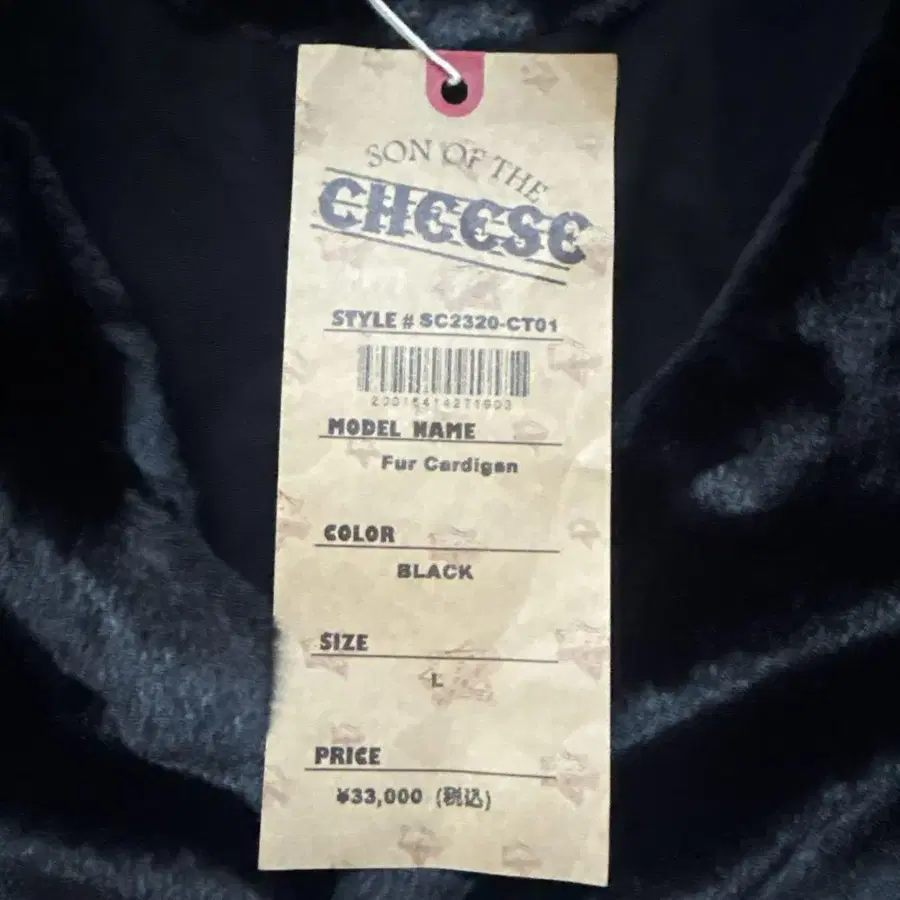 SON OF THE
CHEESE
STYLE # SC2320-CT01
MODEL NAME
Fur Cardigan
COLOR
BLACK
SIZE
L
PRICE
¥33,000 (税込)